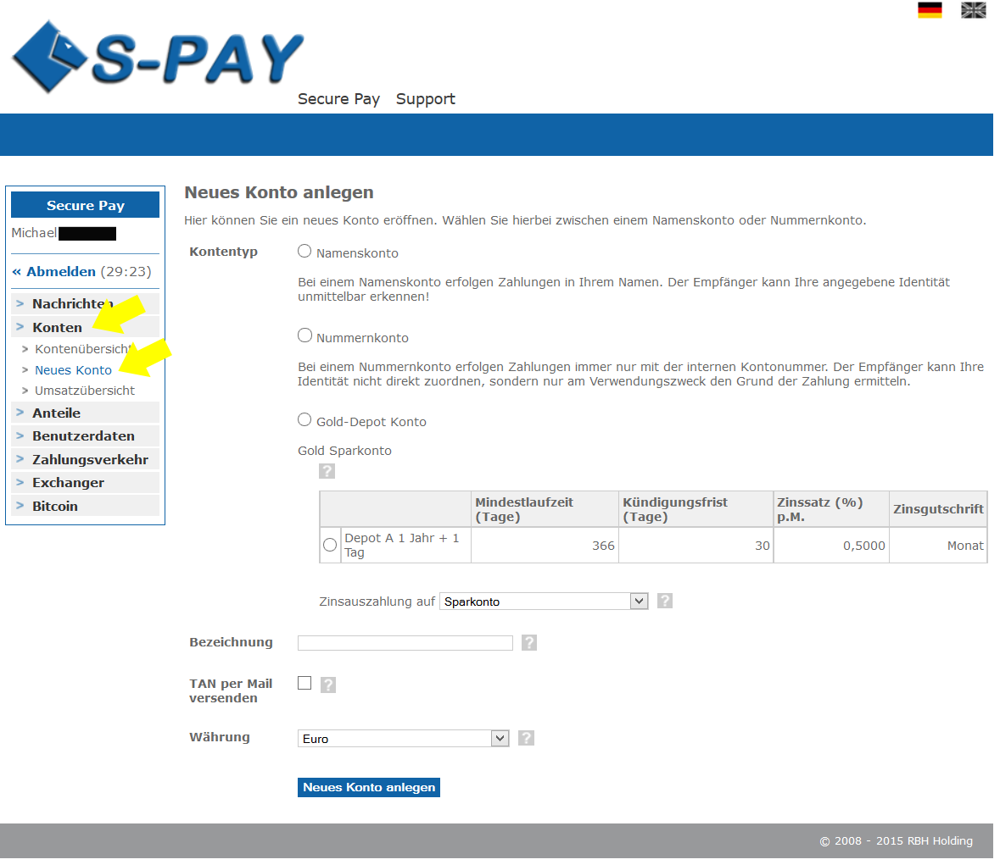 S-PAY
Secure Pay Support
Secure Pay
Michael
« Abmelden (29:23)
> Nachrichten
> Konten
> Kontenübersicht
> Neues Konto
> Umsatzübersicht
> Anteile
> Benutzerdaten
> Zahlungsverkehr
> Exchanger
> Bitcoin
Neues Konto anlegen
Hier können Sie ein neues Konto eröffnen. Wählen Sie hierbei zwischen einem Namenskonto oder Nummernkonto.
Kontentyp
Namenskonto
Bei einem Namenskonto erfolgen Zahlungen in Ihrem Namen. Der Empfänger kann Ihre angegebene Identität
unmittelbar erkennen!
Nummernkonto
Bei einem Nummernkonto erfolgen Zahlungen immer nur mit der internen Kontonummer. Der Empfänger kann Ihre
Identität nicht direkt zuordnen, sondern nur am Verwendungszweck den Grund der Zahlung ermitteln.
Gold-Depot Konto
Gold Sparkonto
?
Mindestlaufzeit (Tage) Kündigungsfrist (Tage) Zinssatz (%) p.M. Zinsgutschrift
Depot A 1 Jahr + 1 Tag 366 30 0,5000 Monat
Zinsauszahlung auf Sparkonto ?
Bezeichnung ?
TAN per Mail versenden ?
Währung Euro ?
Neues Konto anlegen
© 2008 - 2015 RBH Holding